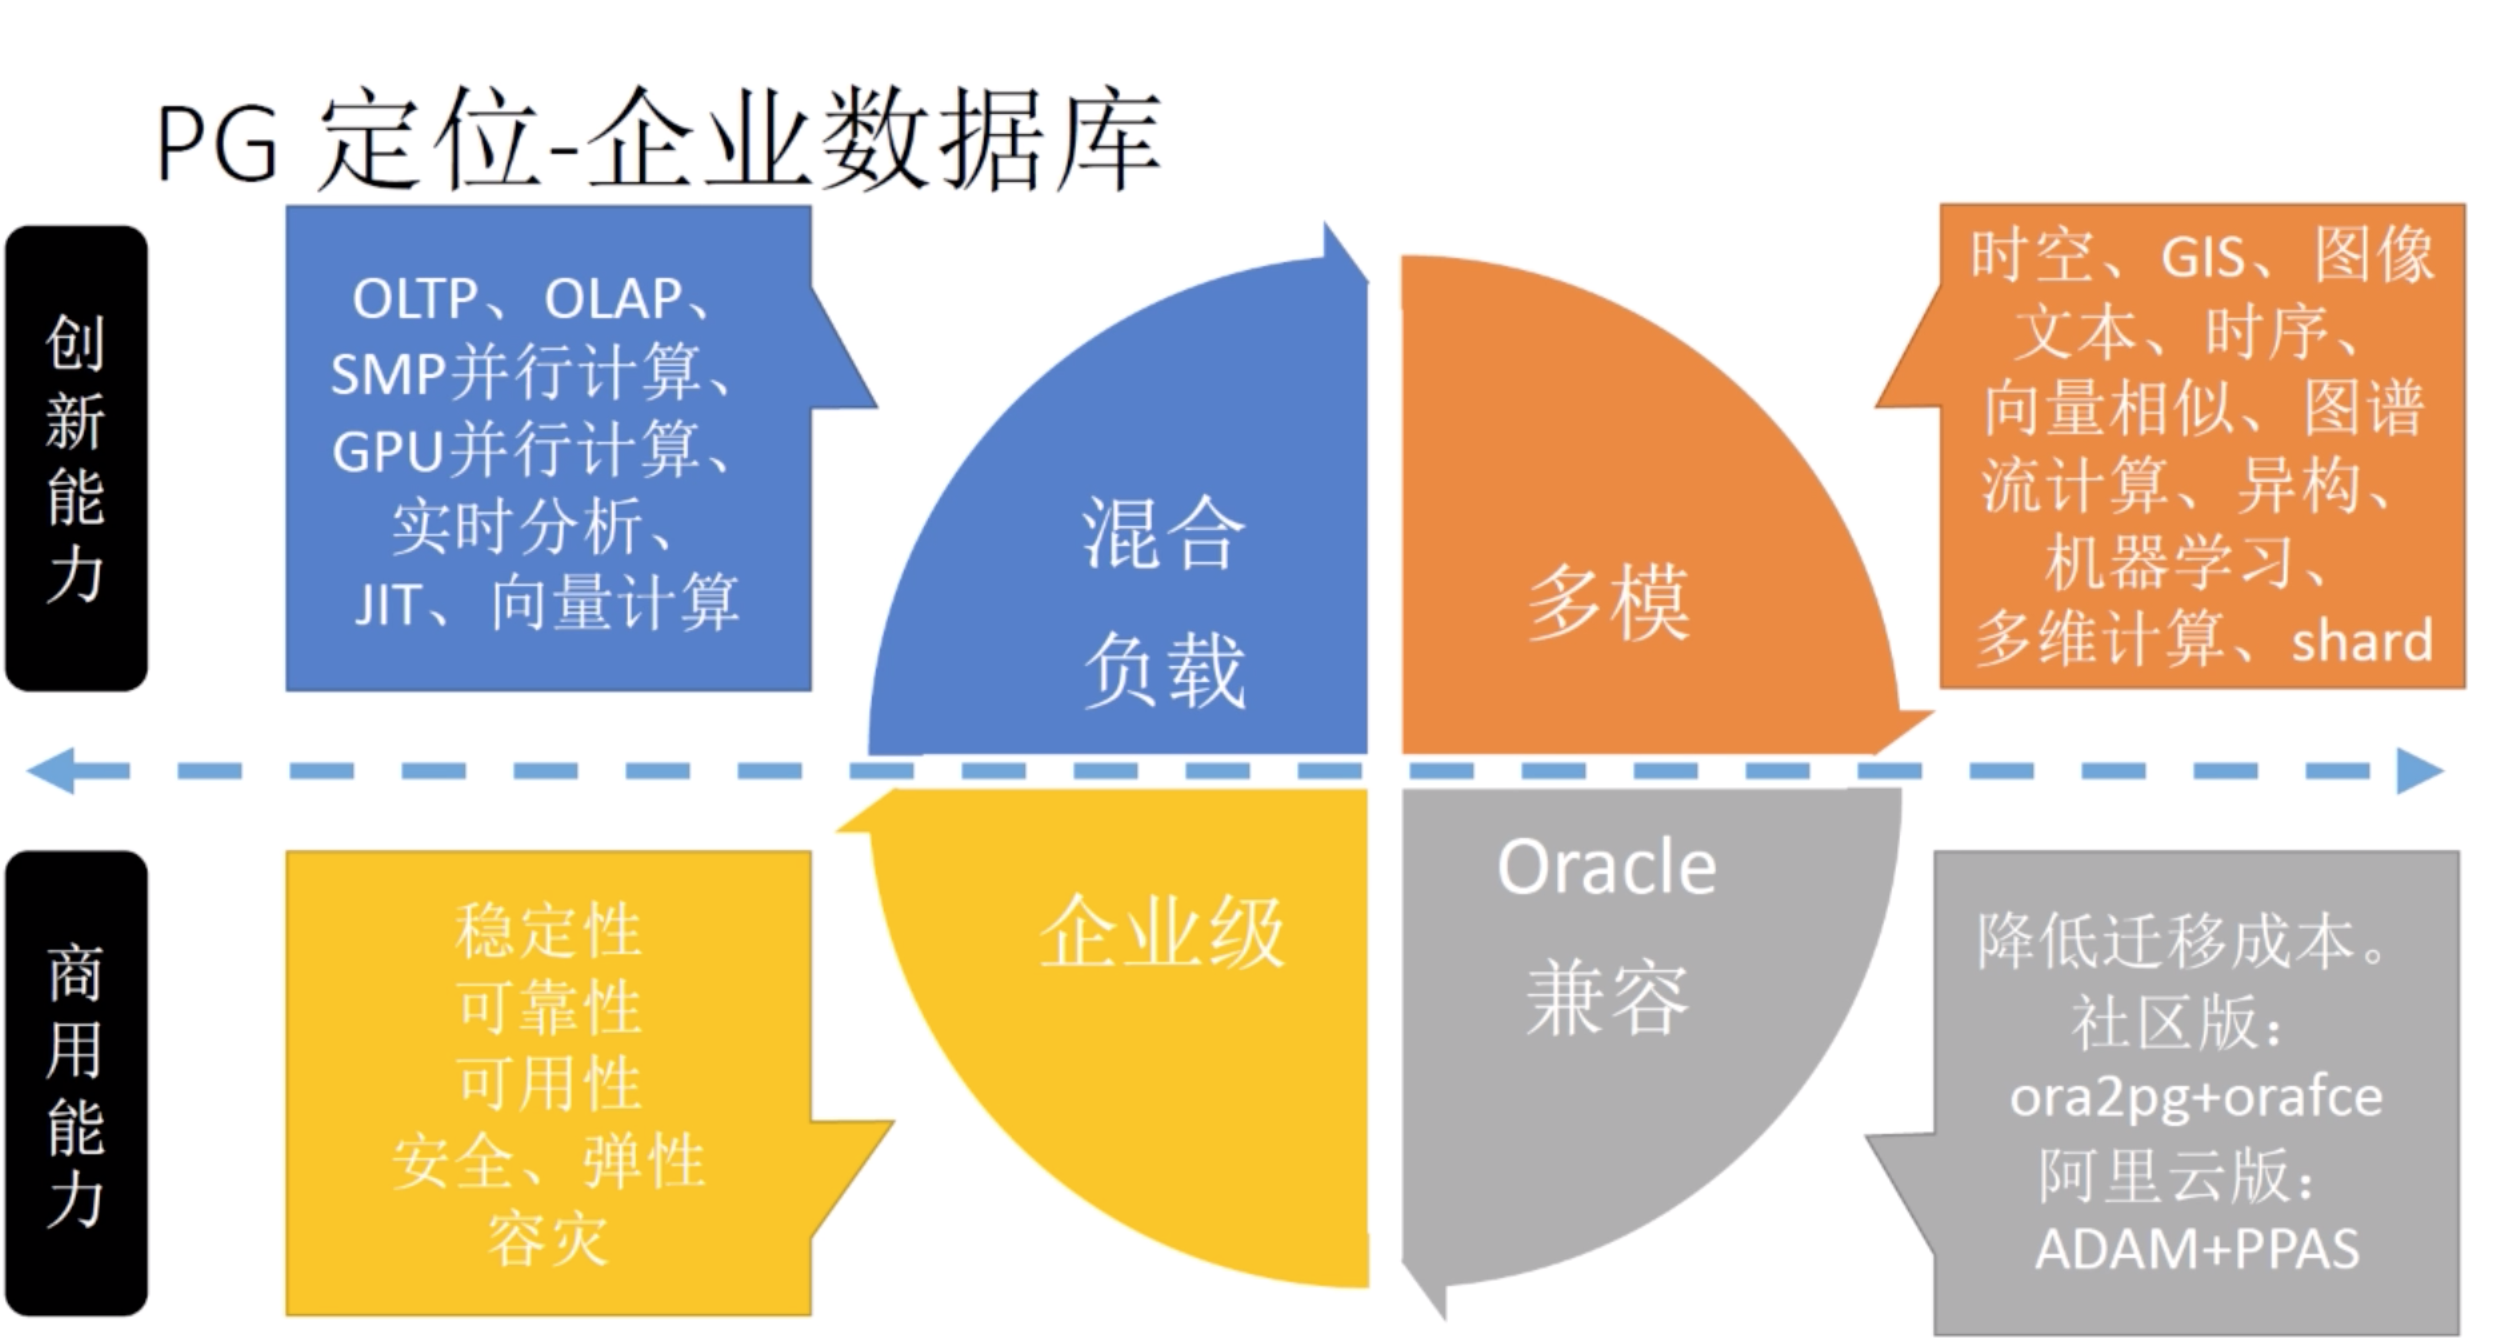 PG 定位-企业数据库
创
新
能
力
OLTP、OLAP、
SMP并行计算、
GPU并行计算、
实时分析、
JIT、向量计算
混合
负载
多模
时空、GIS、图像
文本、时序、
向量相似、图谱
流计算、异构、
机器学习、
多维计算、shard
商
用
能
力
稳定性
可靠性
可用性
安全、弹性
容灾
企业级
Oracle
兼容
降低迁移成本。
社区版：
ora2pg+orafce
阿里云版：
ADAM+PPAS